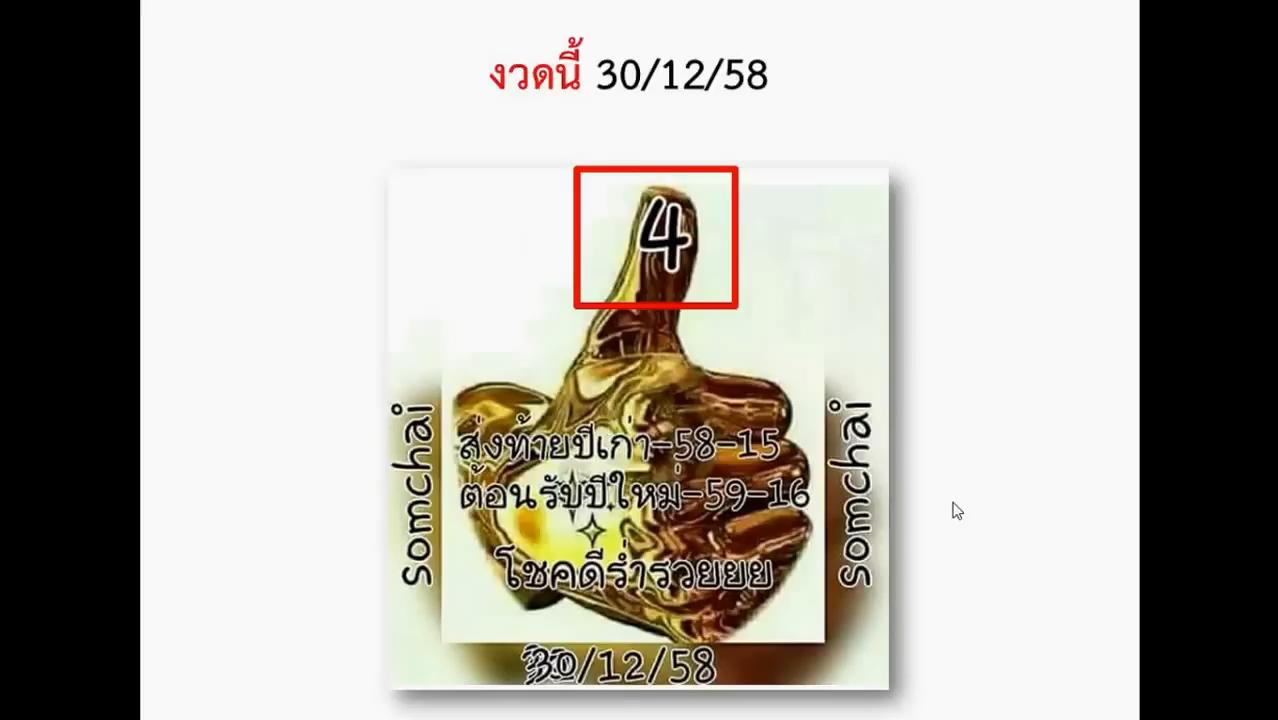 งวดนี้ 30/12/58
4
ส่งท้ายปีเก่า-58-15
ต้อนรับปีใหม่-59-16
โชคดีร่ำรวยยย
somchai
somchai
30/12/58